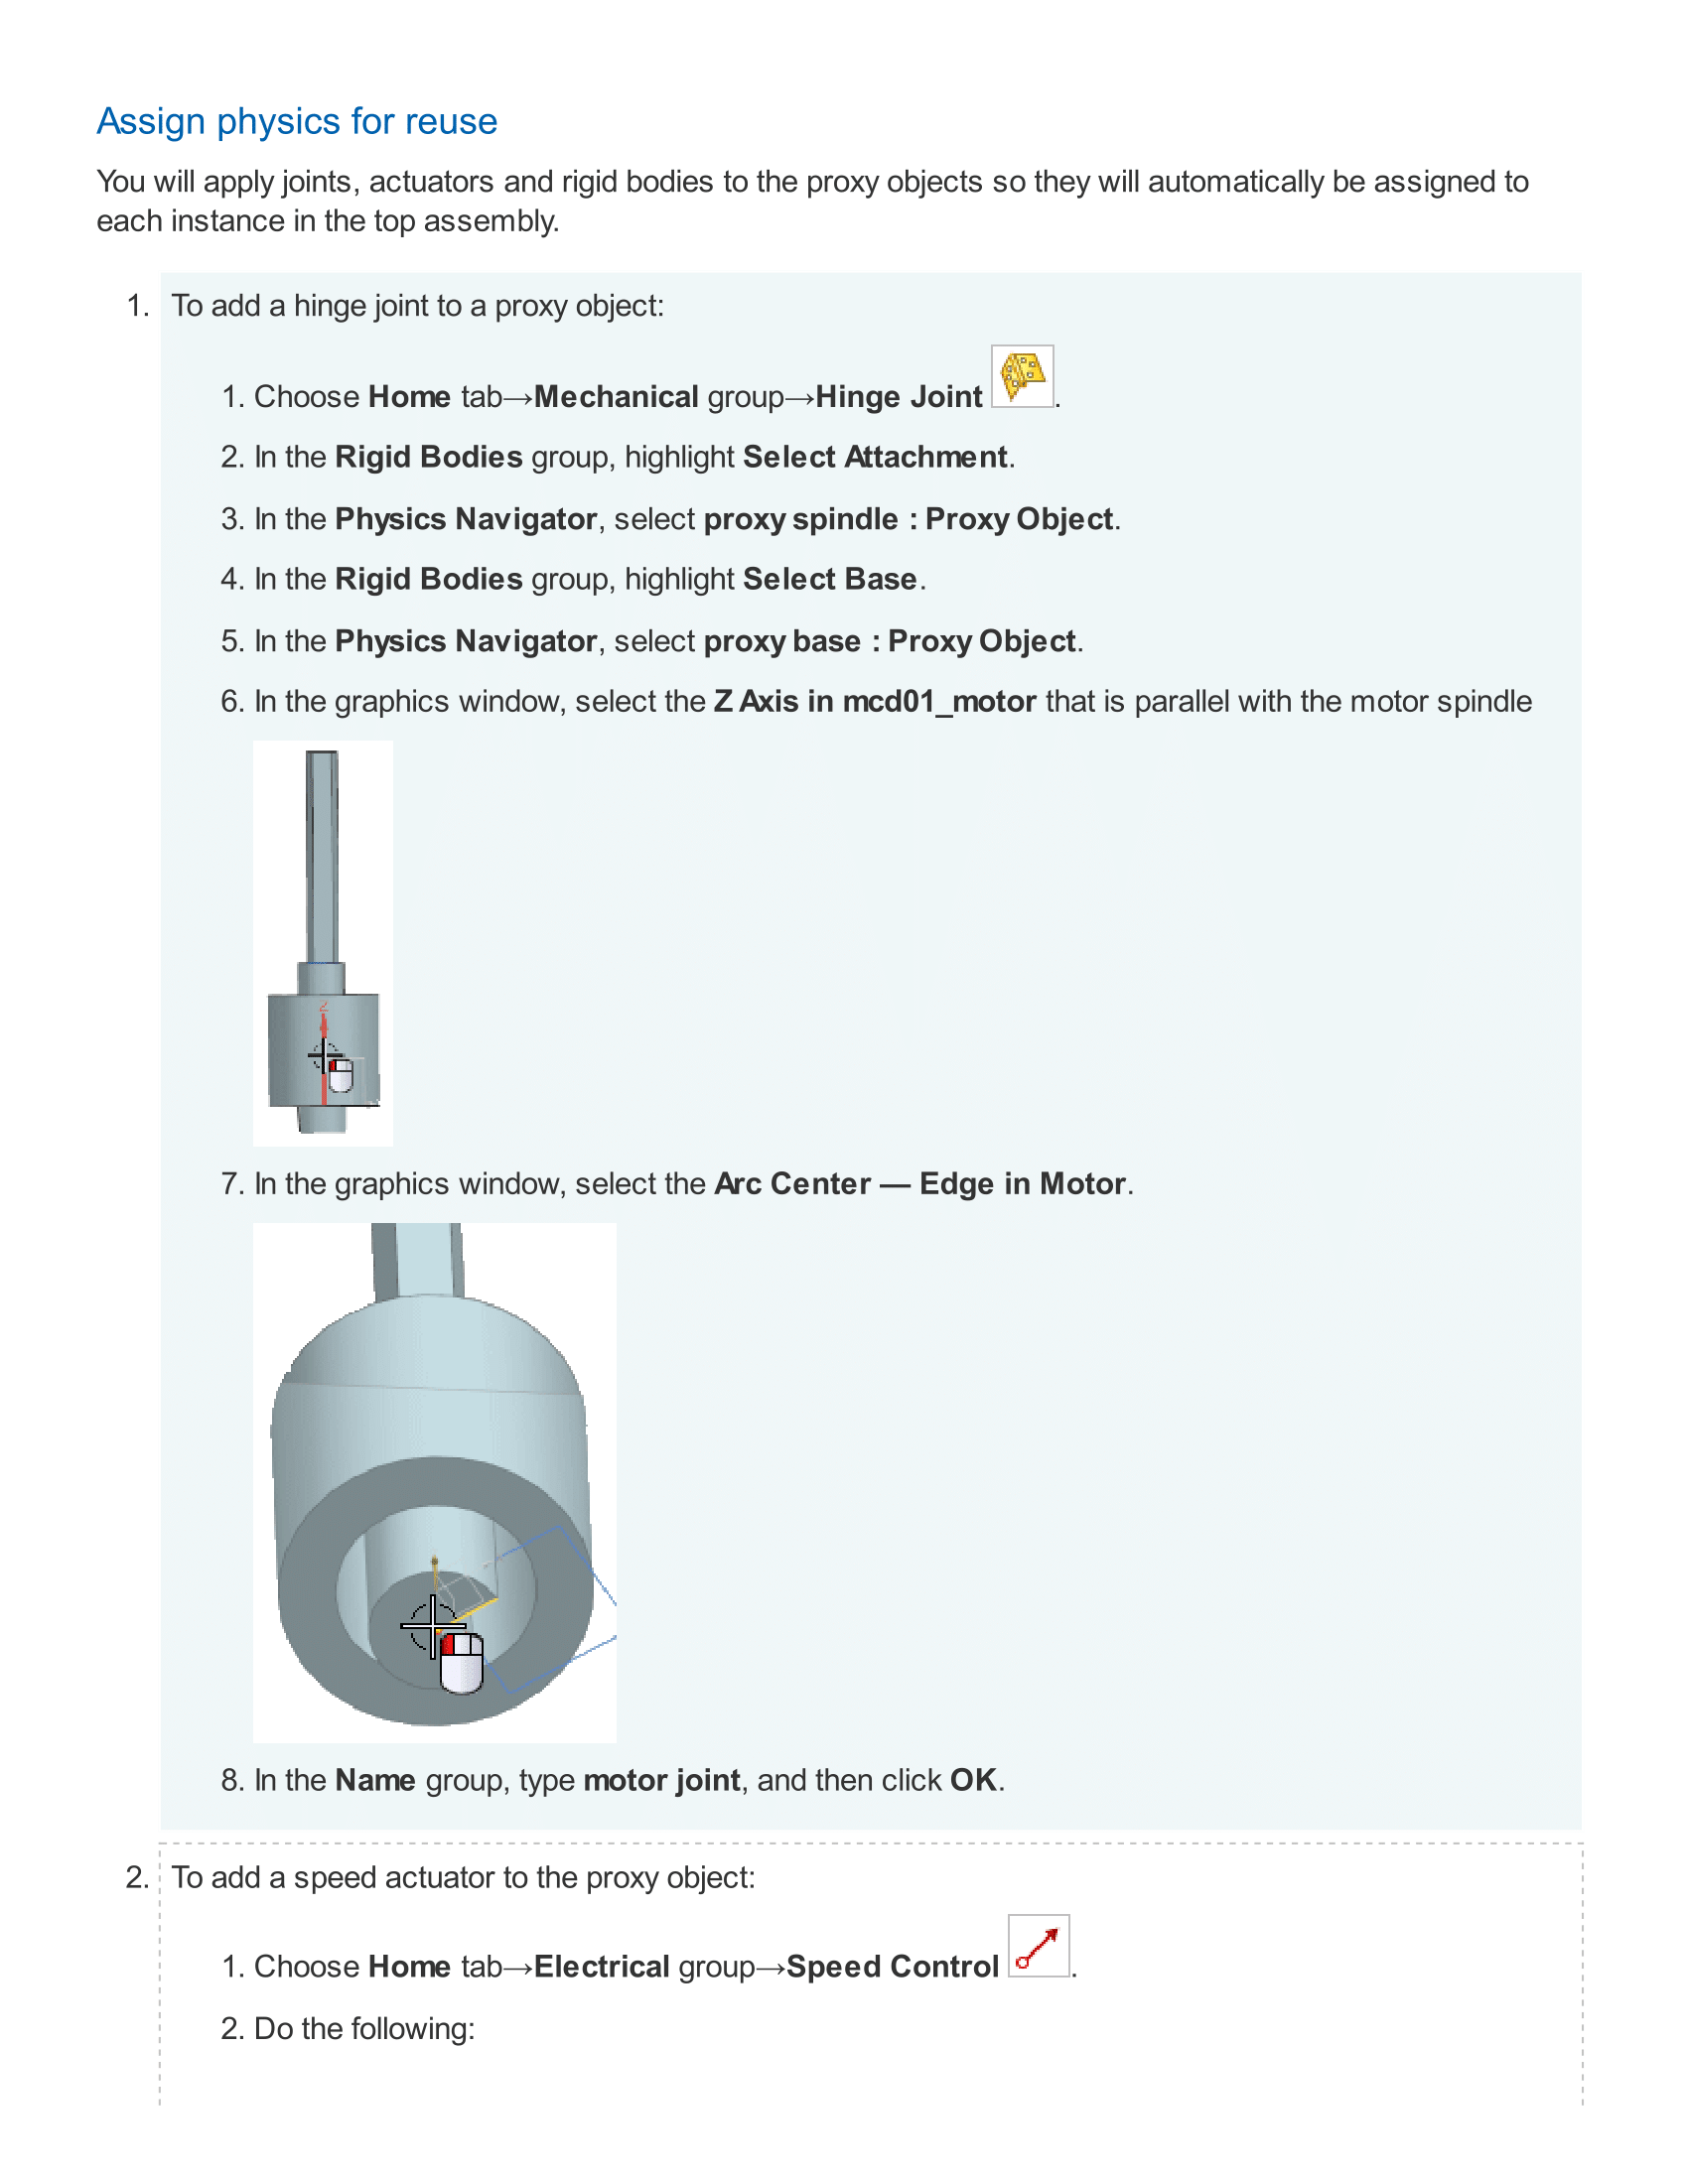 Assign physics for reuse
You will apply joints, actuators and rigid bodies to the proxy objects so they will automatically be assigned to
each instance in the top assembly.
1. To add a hinge joint to a proxy object:
1. Choose Home tab→Mechanical group→Hinge Joint .
2. In the Rigid Bodies group, highlight Select Attachment.
3. In the Physics Navigator, select proxy spindle : Proxy Object.
4. In the Rigid Bodies group, highlight Select Base.
5. In the Physics Navigator, select proxy base : Proxy Object.
6. In the graphics window, select the Z Axis in mcd01_motor that is parallel with the motor spindle
Z
7. In the graphics window, select the Arc Center — Edge in Motor.
8. In the Name group, type motor joint, and then click OK.
2. To add a speed actuator to the proxy object:
1. Choose Home tab→Electrical group→Speed Control .
2. Do the following: